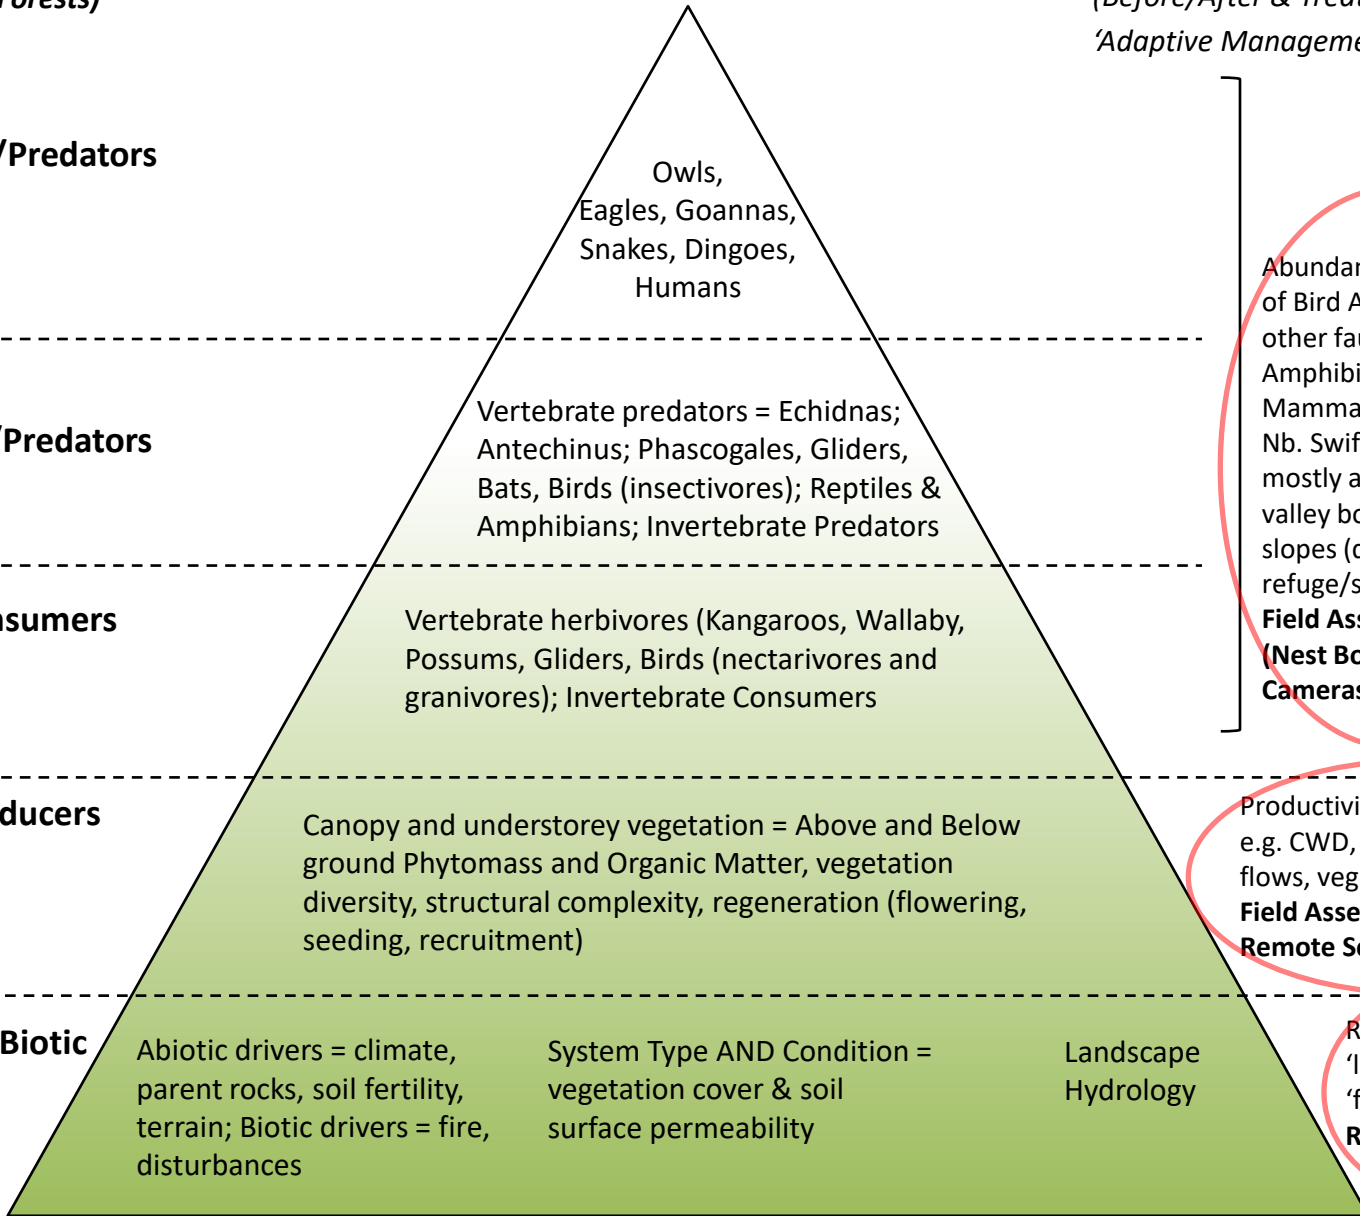 Forests)
(Before/After & Treat
‘Adaptive Manageme
/Predators
Owls,
Eagles, Goannas,
Snakes, Dingoes,
Humans
/Predators
Vertebrate predators = Echidnas;
Antechinus; Phascogales, Gliders,
Bats, Birds (insectivores); Reptiles &
Amphibians; Invertebrate Predators
nsumers
Vertebrate herbivores (Kangaroos, Wallaby,
Possums, Gliders, Birds (nectarivores and
granivores); Invertebrate Consumers
Abundan
of Bird A
other fau
Amphibi
Mamma
Nb. Swif
mostly a
valley bo
slopes (d
refuge/s
Field Ass
(Nest Bo
Cameras
ducers
Canopy and understorey vegetation = Above and Below
ground Phytomass and Organic Matter, vegetation
diversity, structural complexity, regeneration (flowering,
seeding, recruitment)
Productivi
e.g. CWD,
flows, veg
Field Asse
Remote Se
Biotic
Abiotic drivers = climate,
parent rocks, soil fertility,
terrain; Biotic drivers = fire,
disturbances
System Type AND Condition =
vegetation cover & soil
surface permeability
Landscape
Hydrology
R
‘l
‘f
R